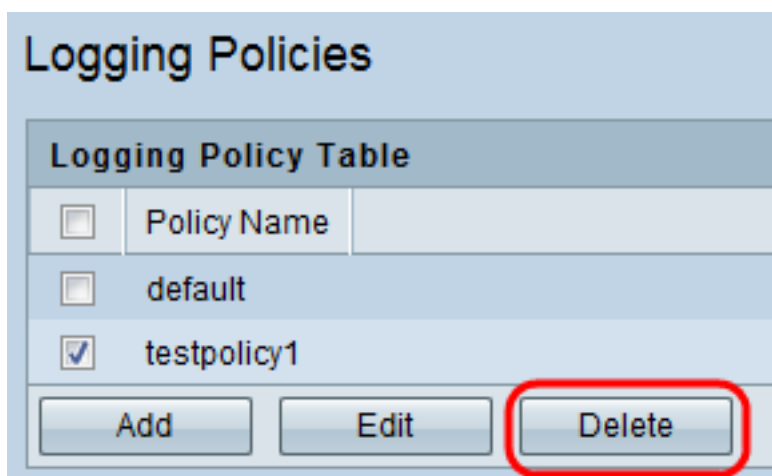 Logging Policies
Logging Policy Table
Policy Name
default
testpolicy1
Add Edit Delete